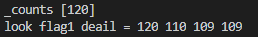 _counts [120]
look flag1 deail = 120 110 109 109